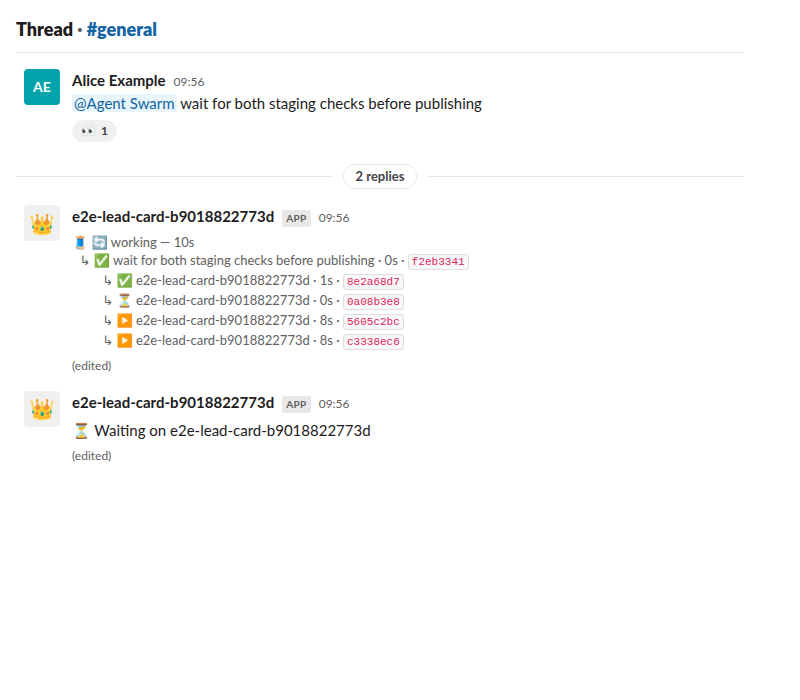 Thread • #general
AE
Alice Example 09:56
@Agent Swarm wait for both staging checks before publishing
👀 1
2 replies
e2e-lead-card-b9018822773d APP 09:56
🧵 🔄 working — 10s
↳ ✅ wait for both staging checks before publishing · 0s · f2eb3341
↳ ✅ e2e-lead-card-b9018822773d · 1s · 8e2a68d7
↳ ⏳ e2e-lead-card-b9018822773d · 0s · 0a08b3e8
↳ ▶️ e2e-lead-card-b9018822773d · 8s · 5605c2bc
↳ ▶️ e2e-lead-card-b9018822773d · 8s · c3338ec6
(edited)
e2e-lead-card-b9018822773d APP 09:56
⏳ Waiting on e2e-lead-card-b9018822773d
(edited)